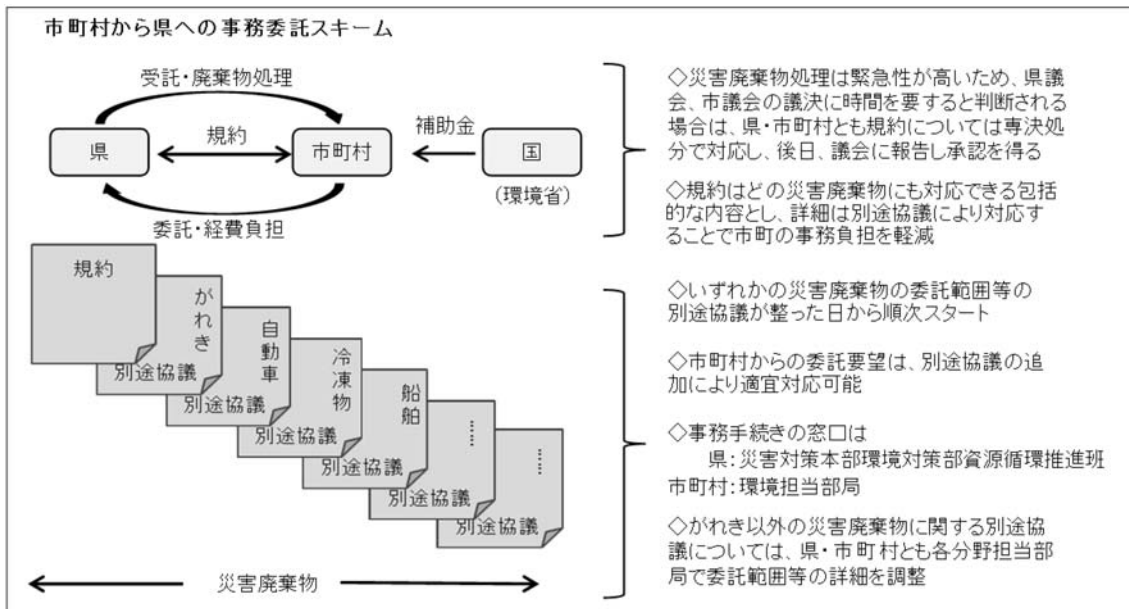 市町村から県への事務委託スキーム
受託・廃棄物処理
県
規約
市町村
補助金
国
(環境省)
委託・経費負担
◇災害廃棄物処理は緊急性が高いため、県議
会、市議会の議決に時間を要すると判断される
場合は、県・市町村とも規約については専決処
分で対応し、後日、議会に報告し承認を得る
◇規約はどの災害廃棄物にも対応できる包括
的な内容とし、詳細は別途協議により対応す
ることで市町の事務負担を軽減
規約
がれき
別途協議
自動車
別途協議
冷凍物
別途協議
船舶
別途協議
……
別途協議
……
別途協議
災害廃棄物
◇いずれかの災害廃棄物の委託範囲等の
別途協議が整った日から順次スタート
◇市町村からの委託要望は、別途協議の追
加により適宜対応可能
◇事務手続きの窓口は
県:災害対策本部環境対策部資源循環推進班
市町村:環境担当部局
◇がれき以外の災害廃棄物に関する別途協
議については、県・市町村とも各分野担当部
局で委託範囲等の詳細を調整